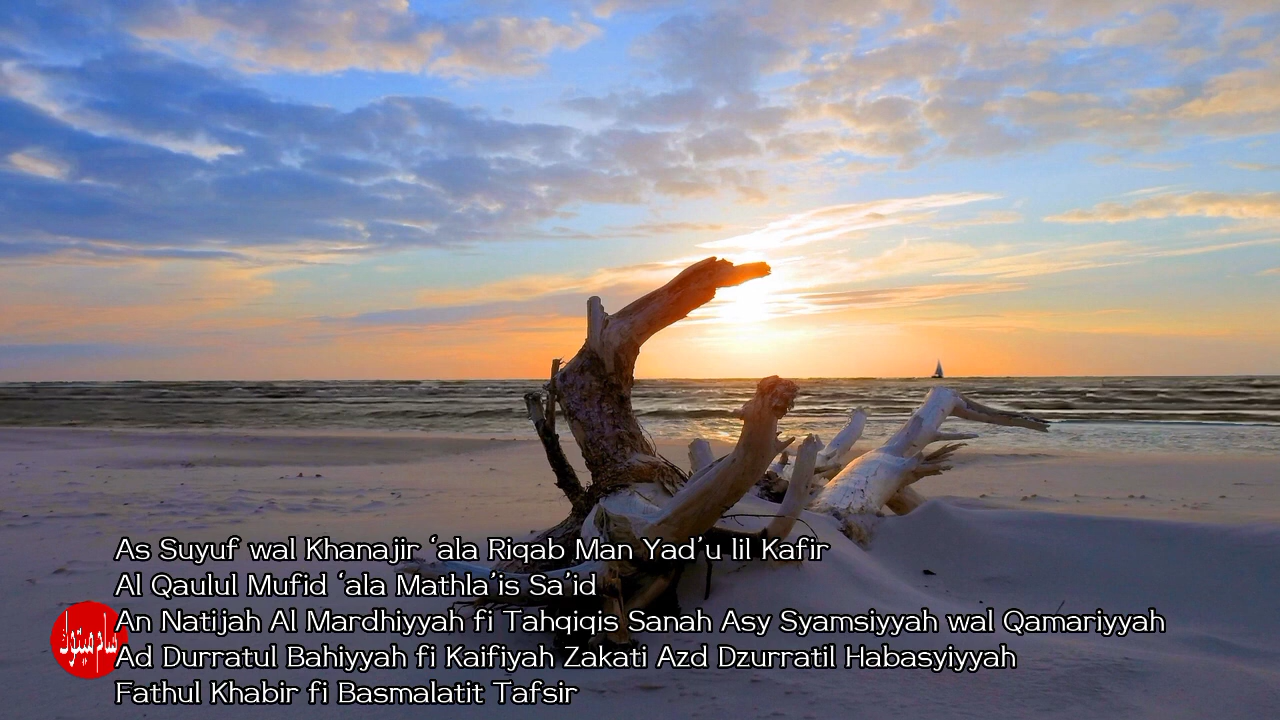 As Suyuf wal Khanajir ‘ala Riqab Man Yad’u lil Kafir
Al Qaulul Mufid ‘ala Mathla’is Sa’id
An Natijah Al Mardhiyyah fi Tahqiqis Sanah Asy Syamsiyyah wal Qamariyyah
Ad Durratul Bahiyyah fi Kaifiyah Zakati Azd Dzurratil Habasyiyyah
Fathul Khabir fi Basmalatit Tafsir